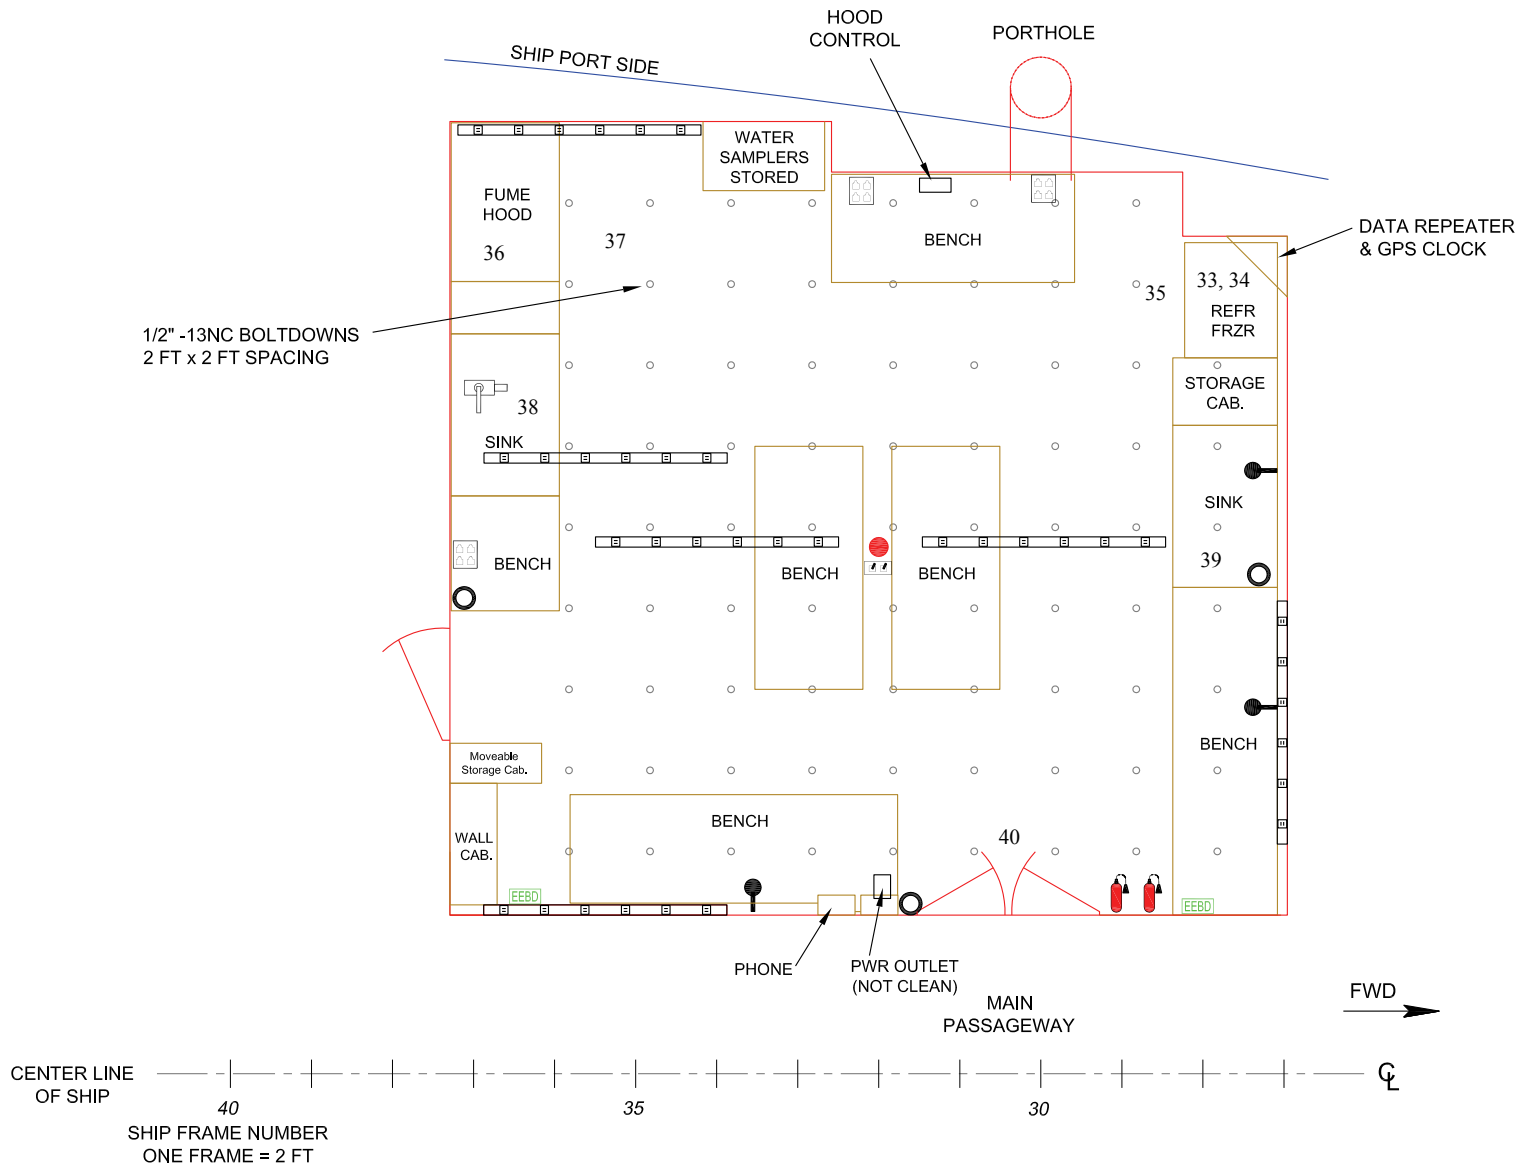 HOOD
CONTROL
PORTHOLE
SHIP PORT SIDE
WATER
SAMPLERS
STORED
FUME
HOOD
36
37
BENCH
DATA REPEATER
& GPS CLOCK
33, 34
35
REFR
FRZR
1/2" -13NC BOLTDOWNS
2 FT x 2 FT SPACING
STORAGE
CAB.
38
SINK
SINK
39
BENCH
BENCH
BENCH
BENCH
Moveable
Storage Cab.
BENCH
WALL
CAB.
40
EEBD
EEBD
PHONE
PWR OUTLET
(NOT CLEAN)
MAIN
PASSAGEWAY
FWD
CENTER LINE
OF SHIP
CL
40
35
30
SHIP FRAME NUMBER
ONE FRAME = 2 FT